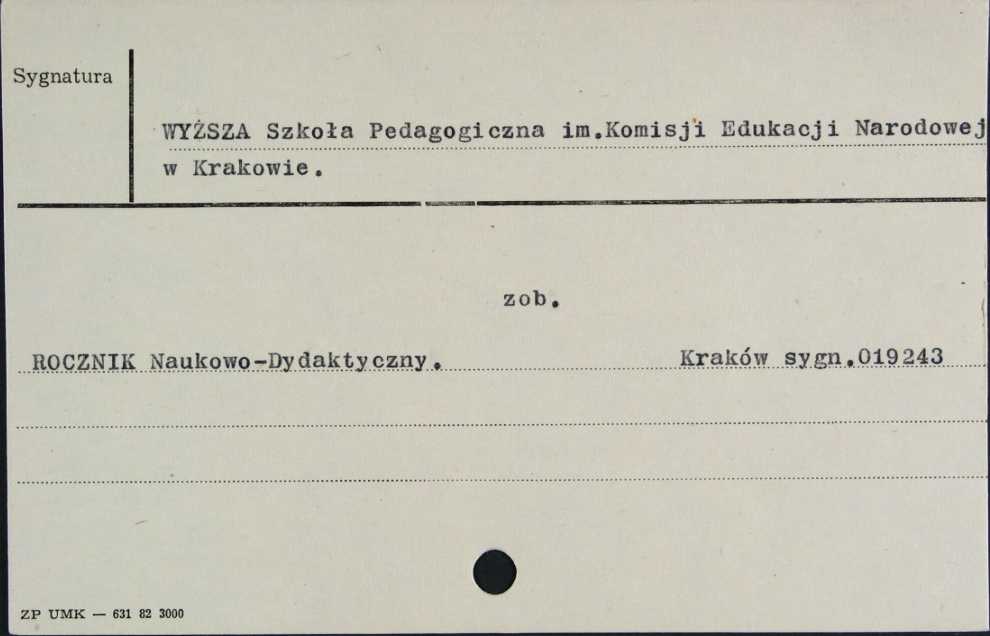 Sygnatura
WYŻSZA Szkoła Pedagogiczna im.Komisji Edukacji Narodowej
w Krakowie.
zob.
ROCZNIK Naukowo-Dydaktyczny. Kraków sygn.019243
ZP UMK — 631 82 3000